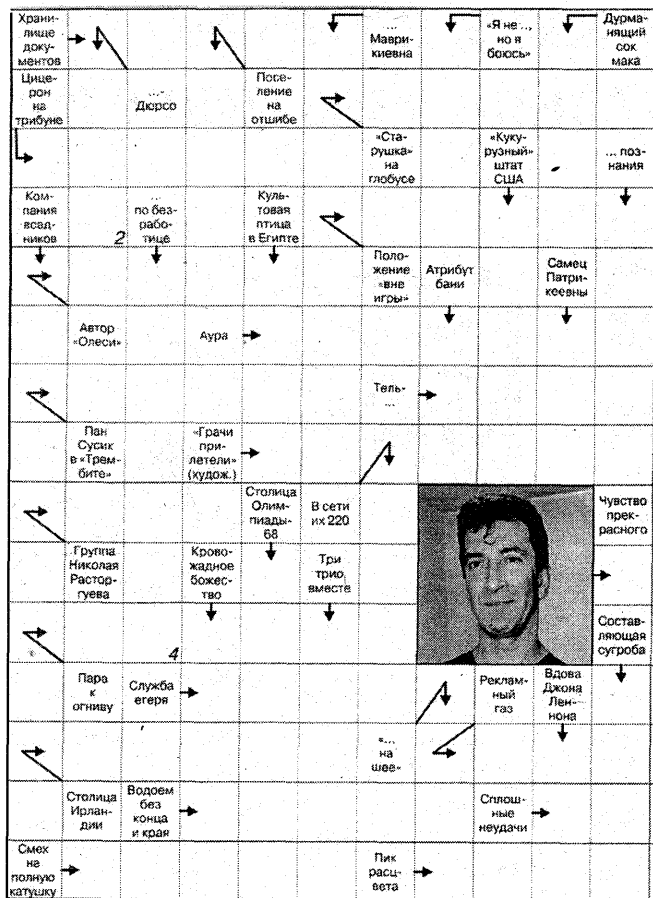 Храни-
лище
доку-
ментов
...
Маври-
киевна
«Я не ...,
но я
боюсь»
Дурма-
нящий
сок
мака
Цице-
рон
на
трибуне
...-
Дюрсо
Посе-
ление
на
отшибе
«Ста-
рушка»
на
глобусе
«Куку-
рузный»
штат
США
... поз-
нания
Ком-
пания
всад-
ников
2
...
по без-
рабо-
тице
Куль-
товая
птица
в Египте
Поло-
жение
«вне
игры»
Атрибут
бани
Самец
Патри-
кеевны
Автор
«Олеси»
Аура
Тель-
...
Пан
Сусик
в «Трем-
бите»
«Грачи
при-
летели»
(худож.)
Столица
Олим-
пиады-
68
В сети
их 220
Чувство
прек-
расного
Группа
Николая
Растор-
гуева
Крово-
жадное
божес-
тво
Три
трио
вместе
4
Состав-
ляющая
сугроба
Пара
к
огниву
Служба
егеря
Реклам-
ный
газ
Вдова
Джона
Лен-
нона
«...
на
шее»
Столица
Ирлан-
дии
Водоем
без
конца
и края
Сплош-
ные
неудачи
Смех
на
полную
катушку
Пик
расц-
вета